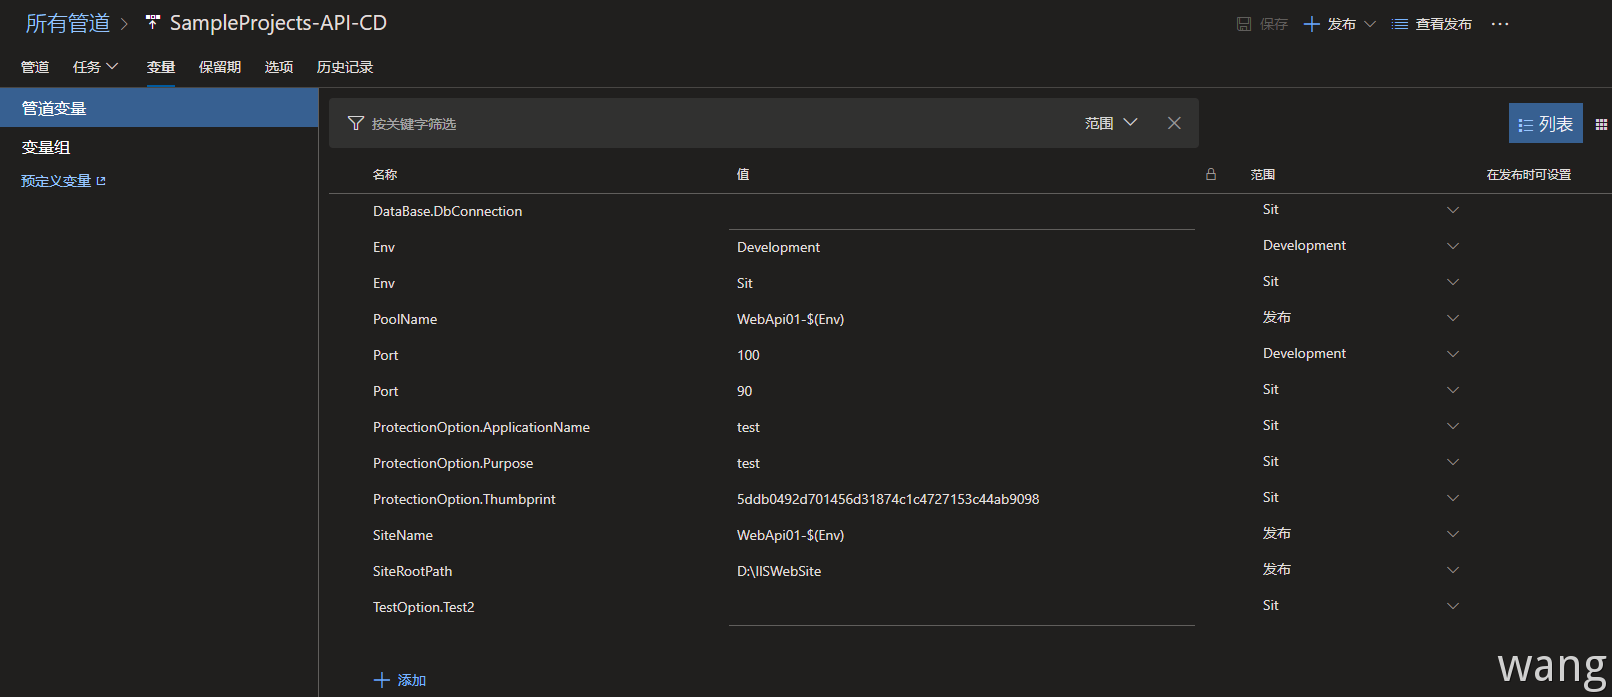 所有管道 > SampleProjects-API-CD
保存 发布 查看发布 ...
管道 任务 变量 保留期 选项 历史记录
管道变量
变量组
预定义变量
按关键字筛选 范围
列表
名称 值 范围 在发布时可设置
DataBase.DbConnection Sit
Env Development Development
Env Sit Sit
PoolName WebApi01-$(Env) 发布
Port 100 Development
Port 90 Sit
ProtectionOption.ApplicationName test Sit
ProtectionOption.Purpose test Sit
ProtectionOption.Thumbprint 5ddb0492d701456d31874c1c4727153c44ab9098 Sit
SiteName WebApi01-$(Env) 发布
SiteRootPath D:\IISWebSite 发布
TestOption.Test2 Sit
添加
wang